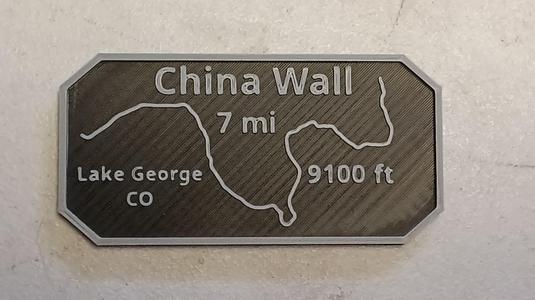 China Wall
7 mi
Lake George
CO
9100 ft